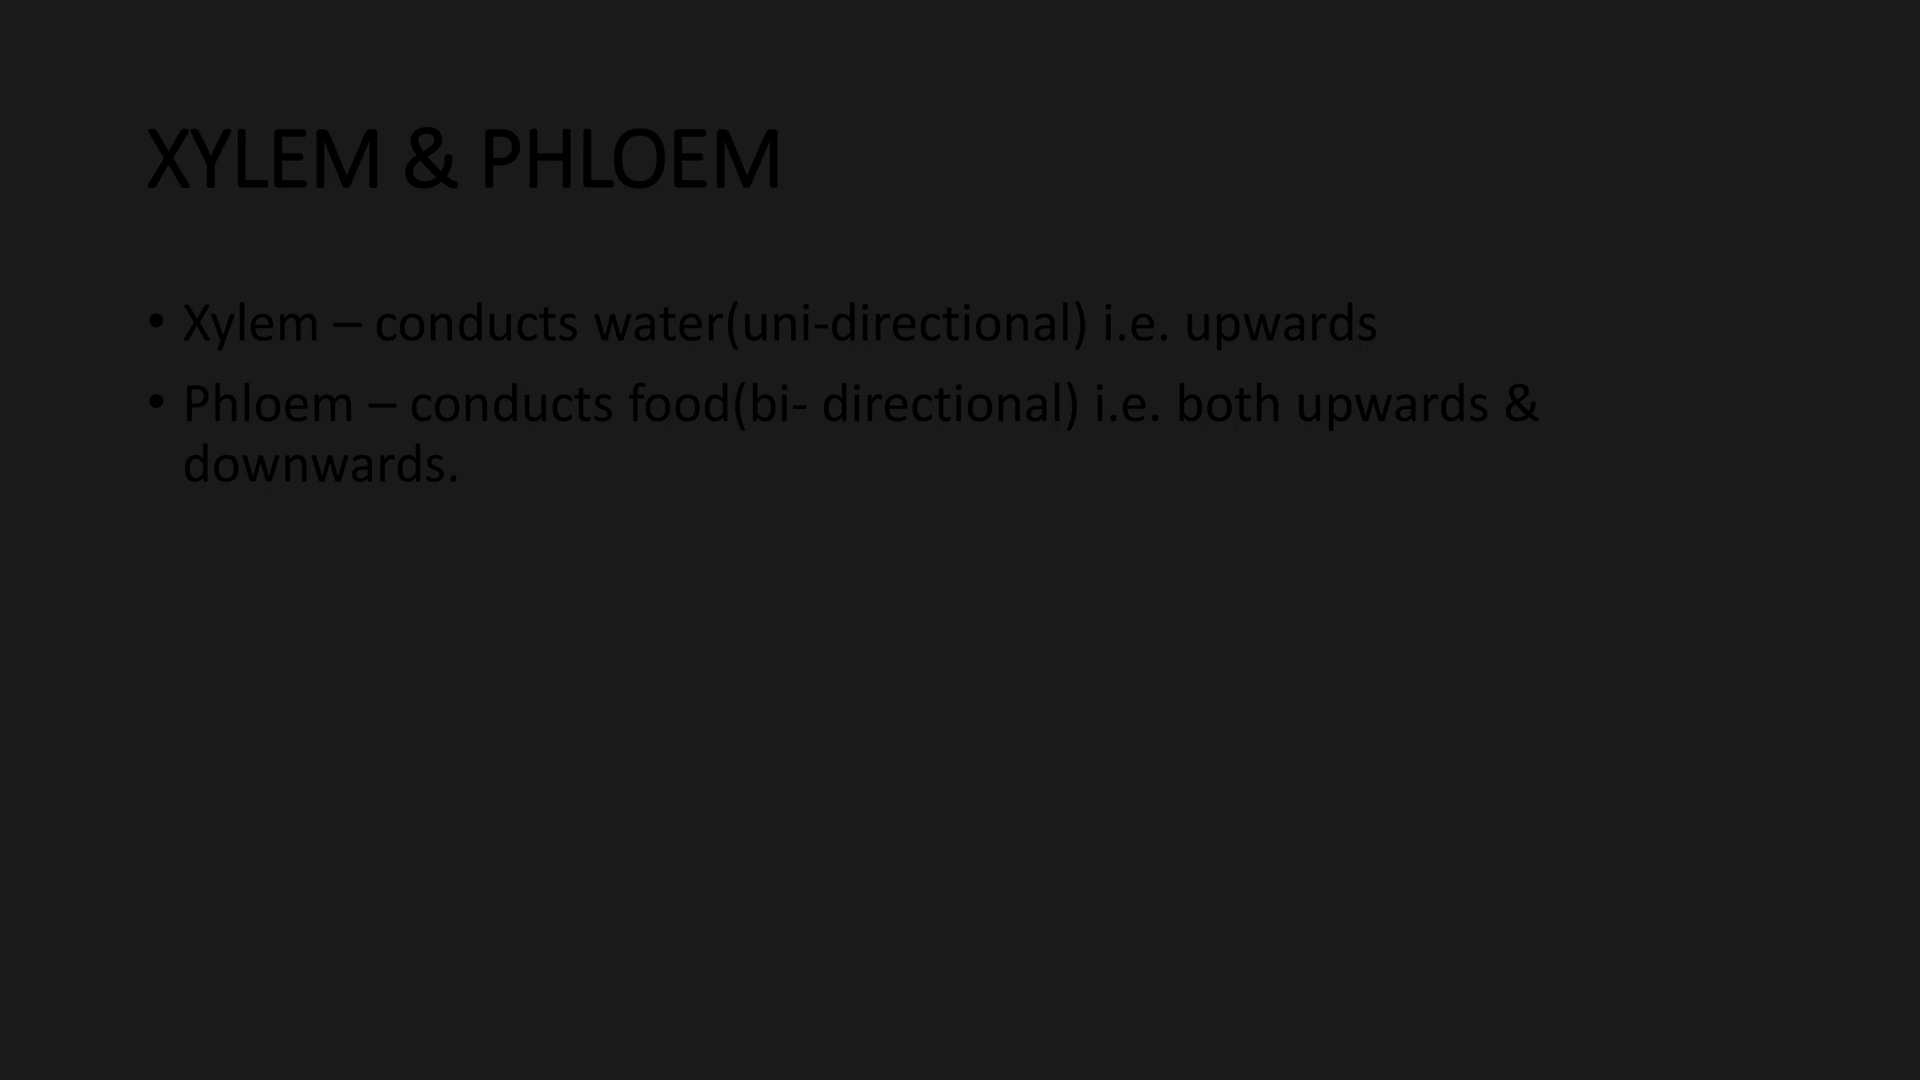 XYLEM & PHLOEM
• Xylem – conducts water(uni-directional) i.e. upwards
• Phloem – conducts food(bi- directional) i.e. both upwards &
downwards.